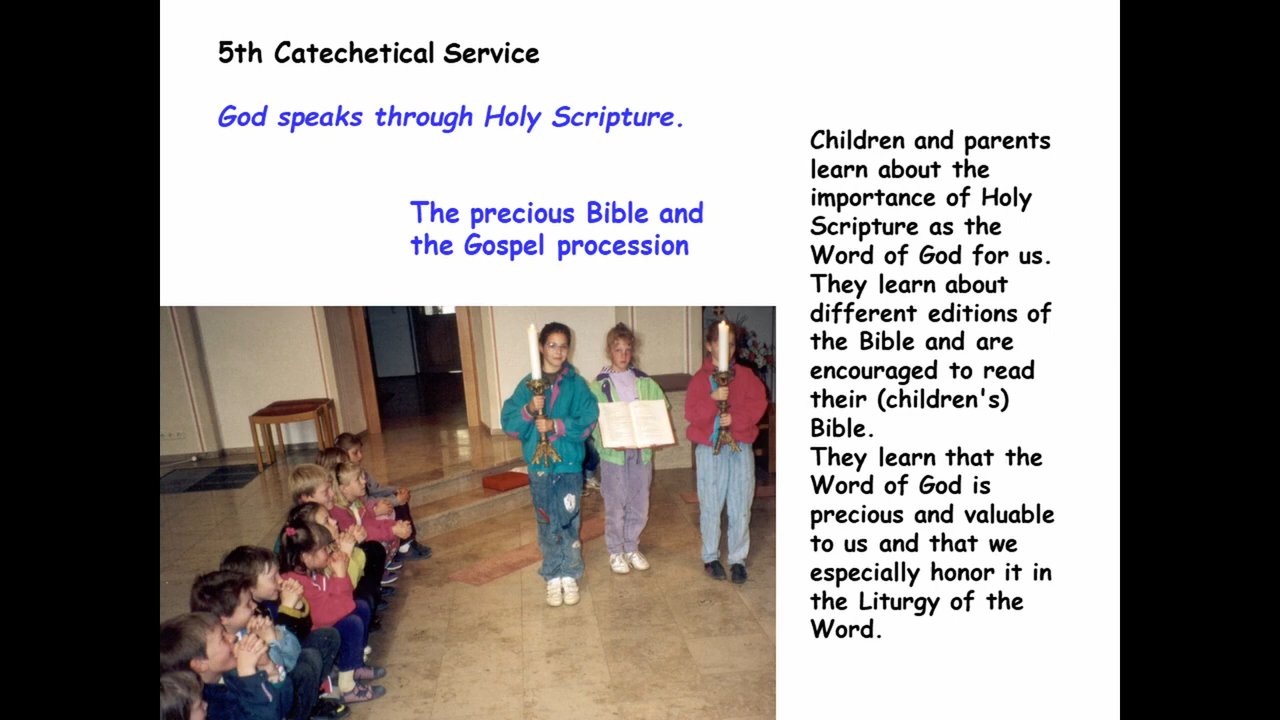 5th Catechetical Service
God speaks through Holy Scripture.
The precious Bible and
the Gospel procession
Children and parents
learn about the
importance of Holy
Scripture as the
Word of God for us.
They learn about
different editions of
the Bible and are
encouraged to read
their (children's)
Bible.
They learn that the
Word of God is
precious and valuable
to us and that we
especially honor it in
the Liturgy of the
Word.